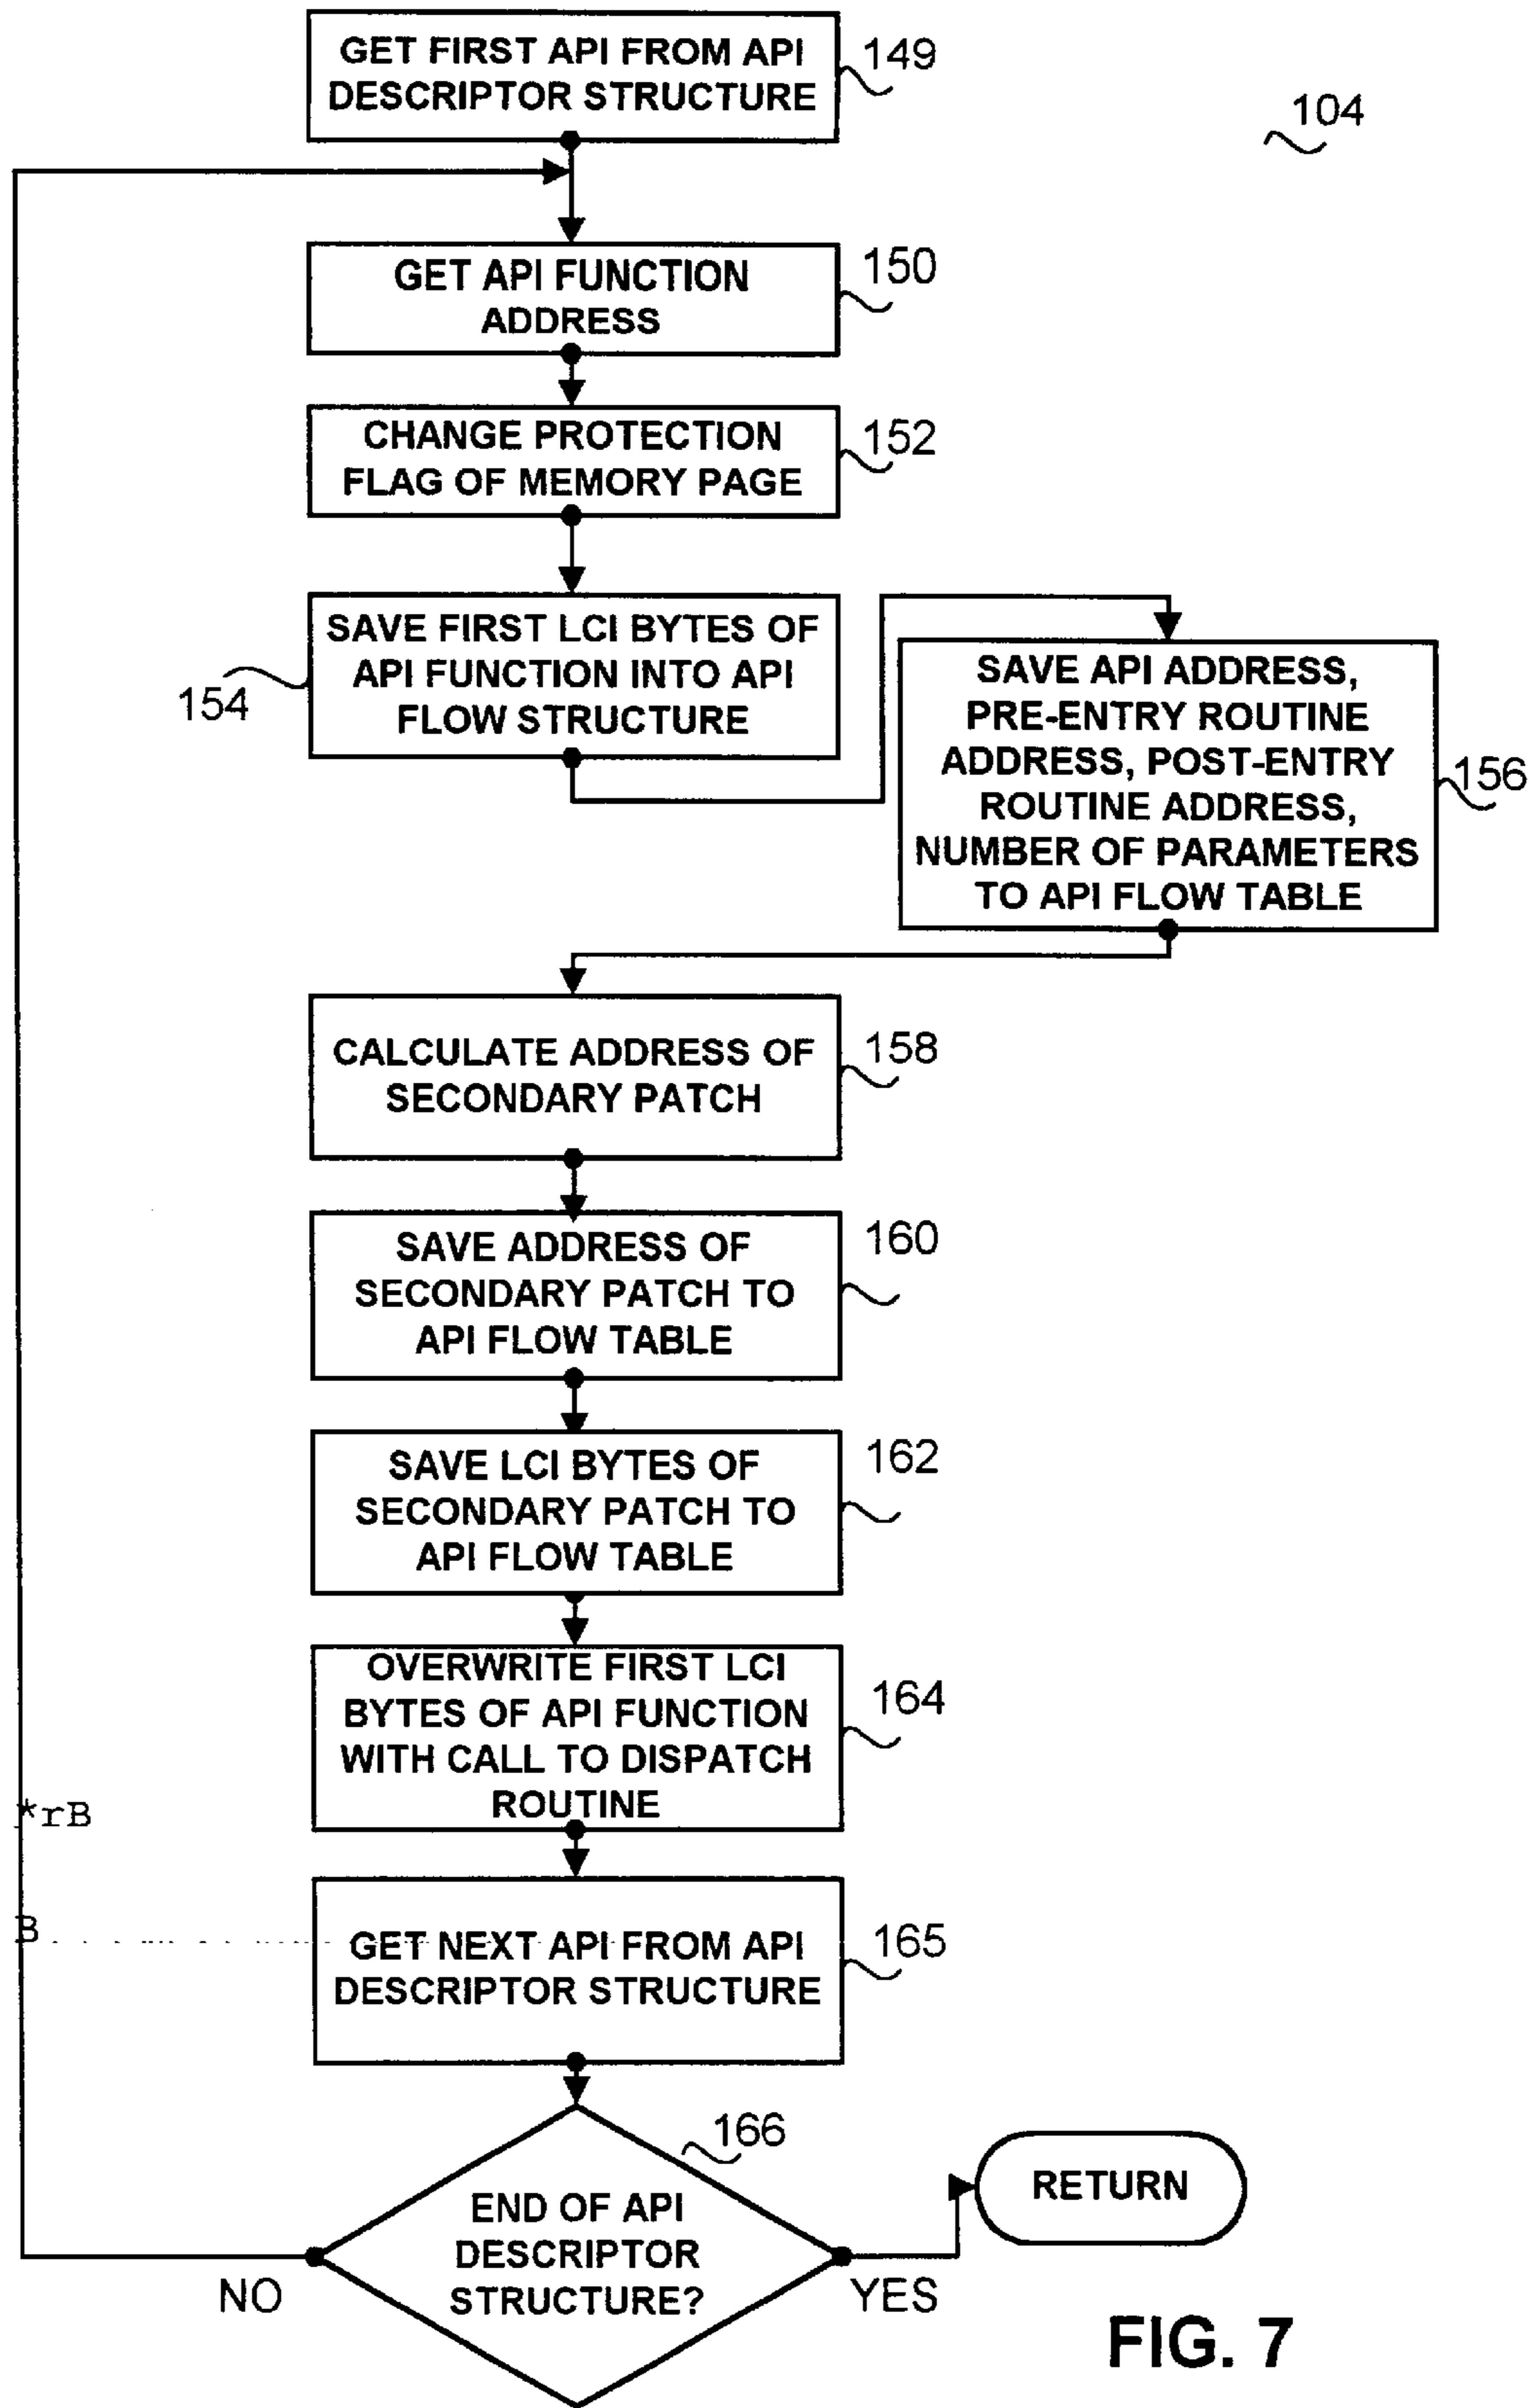 GET FIRST API FROM API
DESCRIPTOR STRUCTURE
149
104
GET API FUNCTION
ADDRESS
150
CHANGE PROTECTION
FLAG OF MEMORY PAGE
152
SAVE FIRST LCI BYTES OF
API FUNCTION INTO API
FLOW STRUCTURE
154
SAVE API ADDRESS,
PRE-ENTRY ROUTINE
ADDRESS, POST-ENTRY
ROUTINE ADDRESS,
NUMBER OF PARAMETERS
TO API FLOW TABLE
156
CALCULATE ADDRESS OF
SECONDARY PATCH
158
SAVE ADDRESS OF
SECONDARY PATCH TO
API FLOW TABLE
160
SAVE LCI BYTES OF
SECONDARY PATCH TO
API FLOW TABLE
162
OVERWRITE FIRST LCI
BYTES OF API FUNCTION
WITH CALL TO DISPATCH
ROUTINE
164
*rB
B
GET NEXT API FROM API
DESCRIPTOR STRUCTURE
165
166
END OF API
DESCRIPTOR
STRUCTURE?
RETURN
NO
YES
FIG. 7